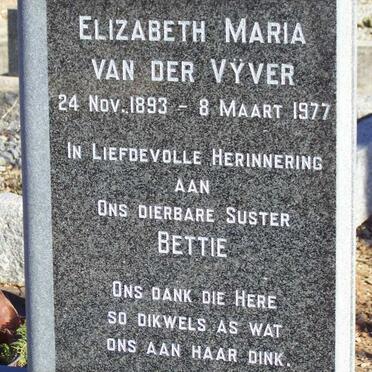 ELIZABETH MARIA
VAN DER VYVER
24 NOV. 1893 - 8 MAART 1977
IN LIEFDEVOLLE HERINNERING
AAN
ONS DIERBARE SUSTER
BETTIE
ONS DANK DIE HERE
SO DIKWELS AS WAT
ONS AAN HAAR DINK.